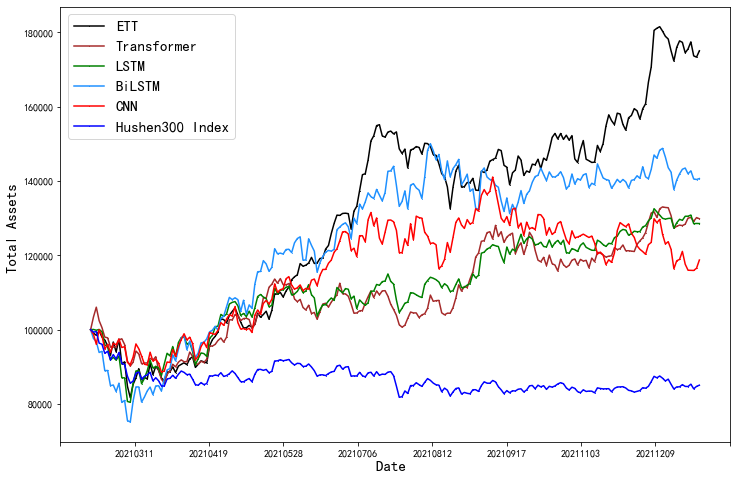 ETT
Transformer
LSTM
BiLSTM
CNN
Hushen300 Index
Total Assets
180000
160000
140000
120000
100000
80000
20210311 20210419 20210528 20210706 20210812 20210917 20211103 20211209
Date